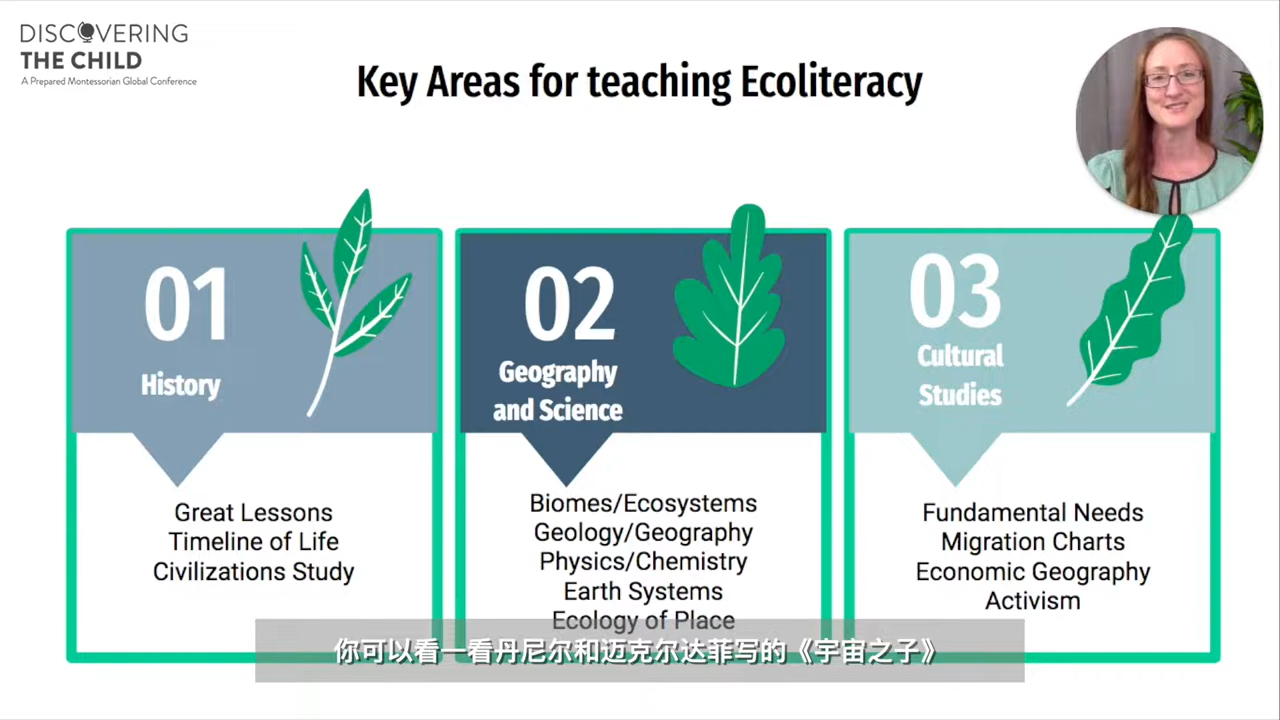 DISCOVERING
THE CHILD
A Prepared Montessorian Global Conference
Key Areas for teaching Ecoliteracy
01
History
Great Lessons
Timeline of Life
Civilizations Study
02
Geography
and Science
Biomes/Ecosystems
Geology/Geography
Physics/Chemistry
Earth Systems
Ecology of Place
03
Cultural
Studies
Fundamental Needs
Migration Charts
Economic Geography
Activism
你可以看一看丹尼尔和迈克尔达菲写的《宇宙之子》